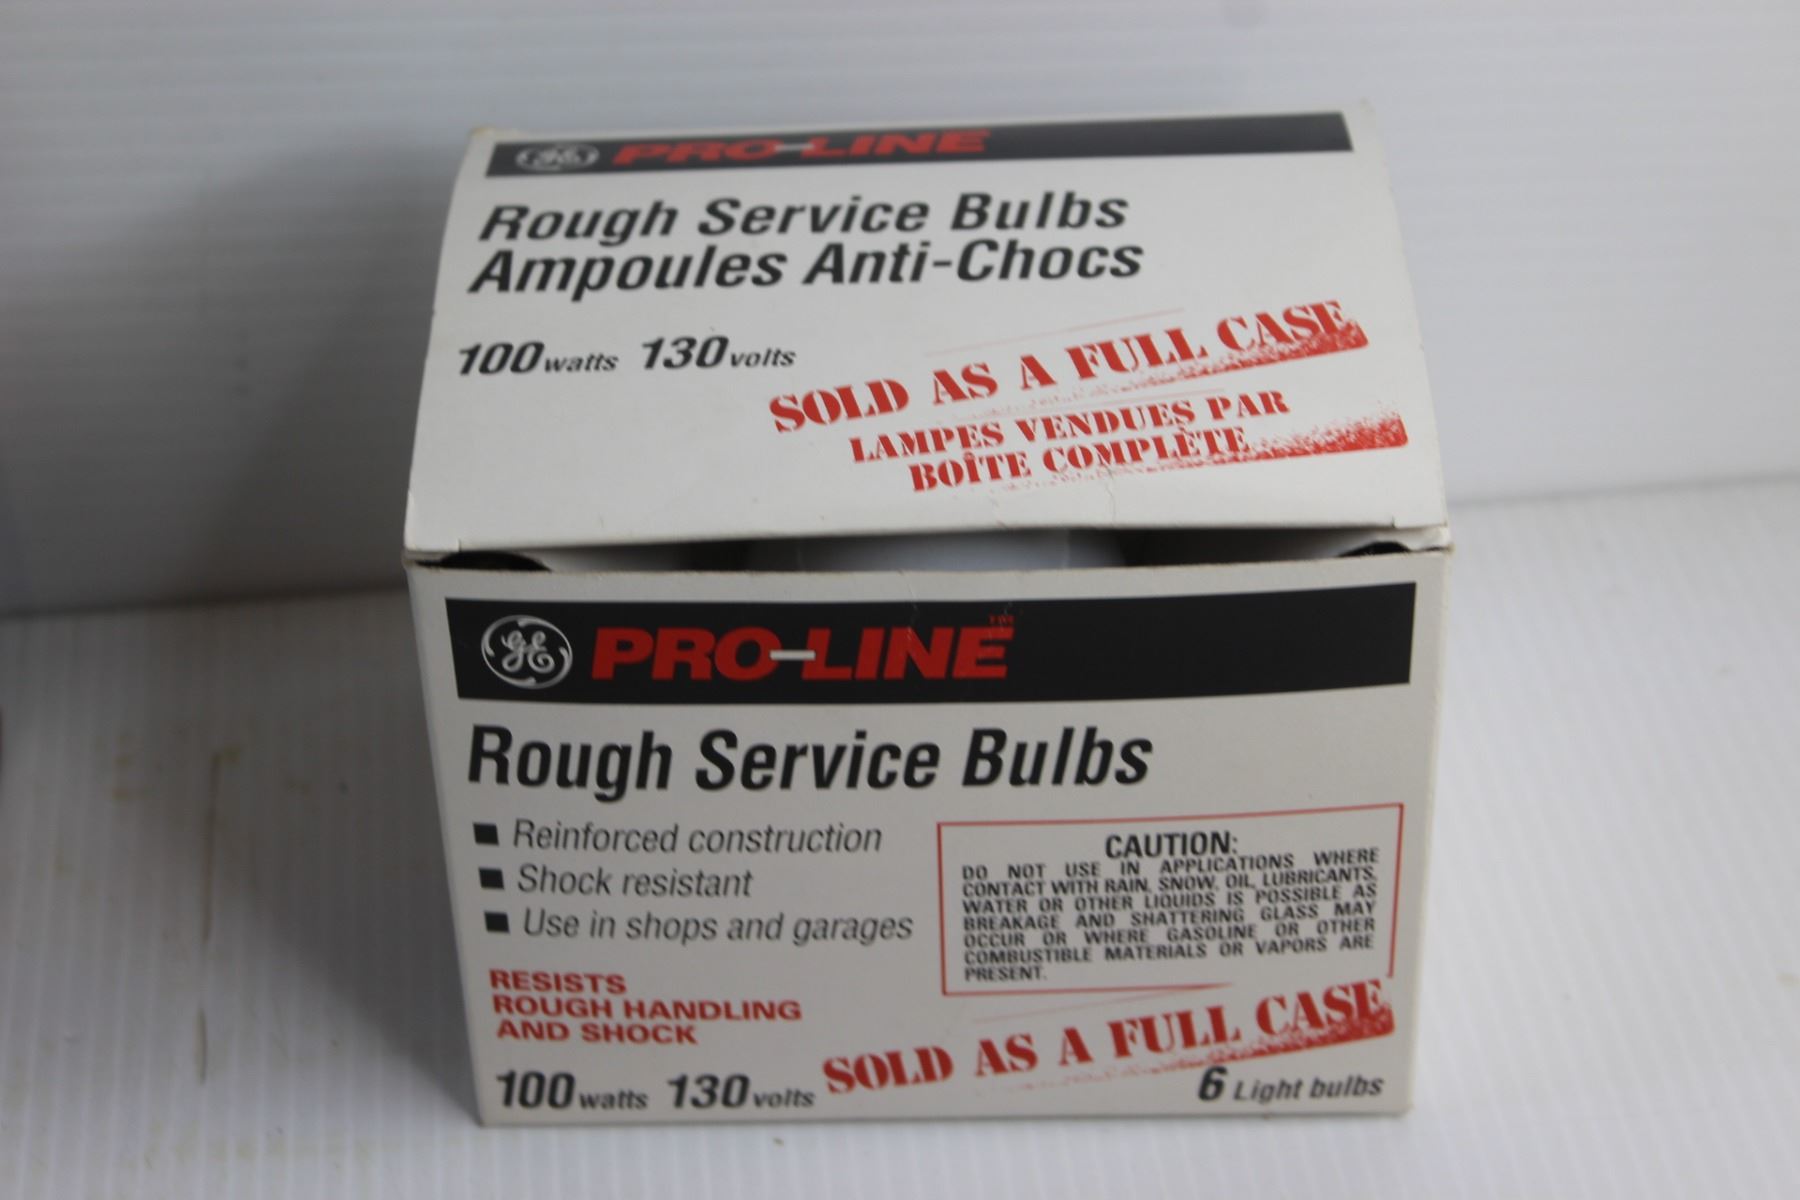 GE PRO-LINE
Rough Service Bulbs
Ampoules Anti-Chocs
100 watts 130 volts
SOLD AS A FULL CASE
LAMPES VENDUES PAR
BOÎTE COMPLÈTE
GE PRO-LINE™
Rough Service Bulbs
■ Reinforced construction
■ Shock resistant
■ Use in shops and garages
CAUTION:
DO NOT USE IN APPLICATIONS WHERE
CONTACT WITH RAIN, SNOW, OIL, LUBRICANTS,
WATER OR OTHER LIQUIDS IS POSSIBLE AS
BREAKAGE AND SHATTERING GLASS MAY
OCCUR OR WHERE GASOLINE OR OTHER
COMBUSTIBLE MATERIALS OR VAPORS ARE
PRESENT.
RESISTS
ROUGH HANDLING
AND SHOCK
SOLD AS A FULL CASE
100 watts 130 volts
6 Light bulbs